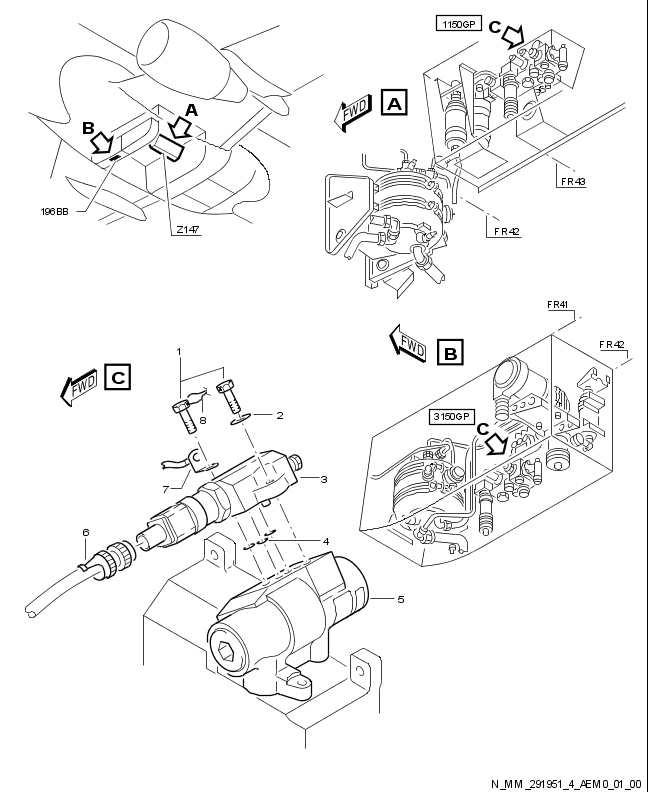 1150GP
C
A
B
FWD
A
196BB
Z147
FR43
FR42
FR41
FR42
FWD
B
FWD
C
1
8
2
3150GP
C
7
3
6
4
5
N_MM_291951_4_AEM0_01_00